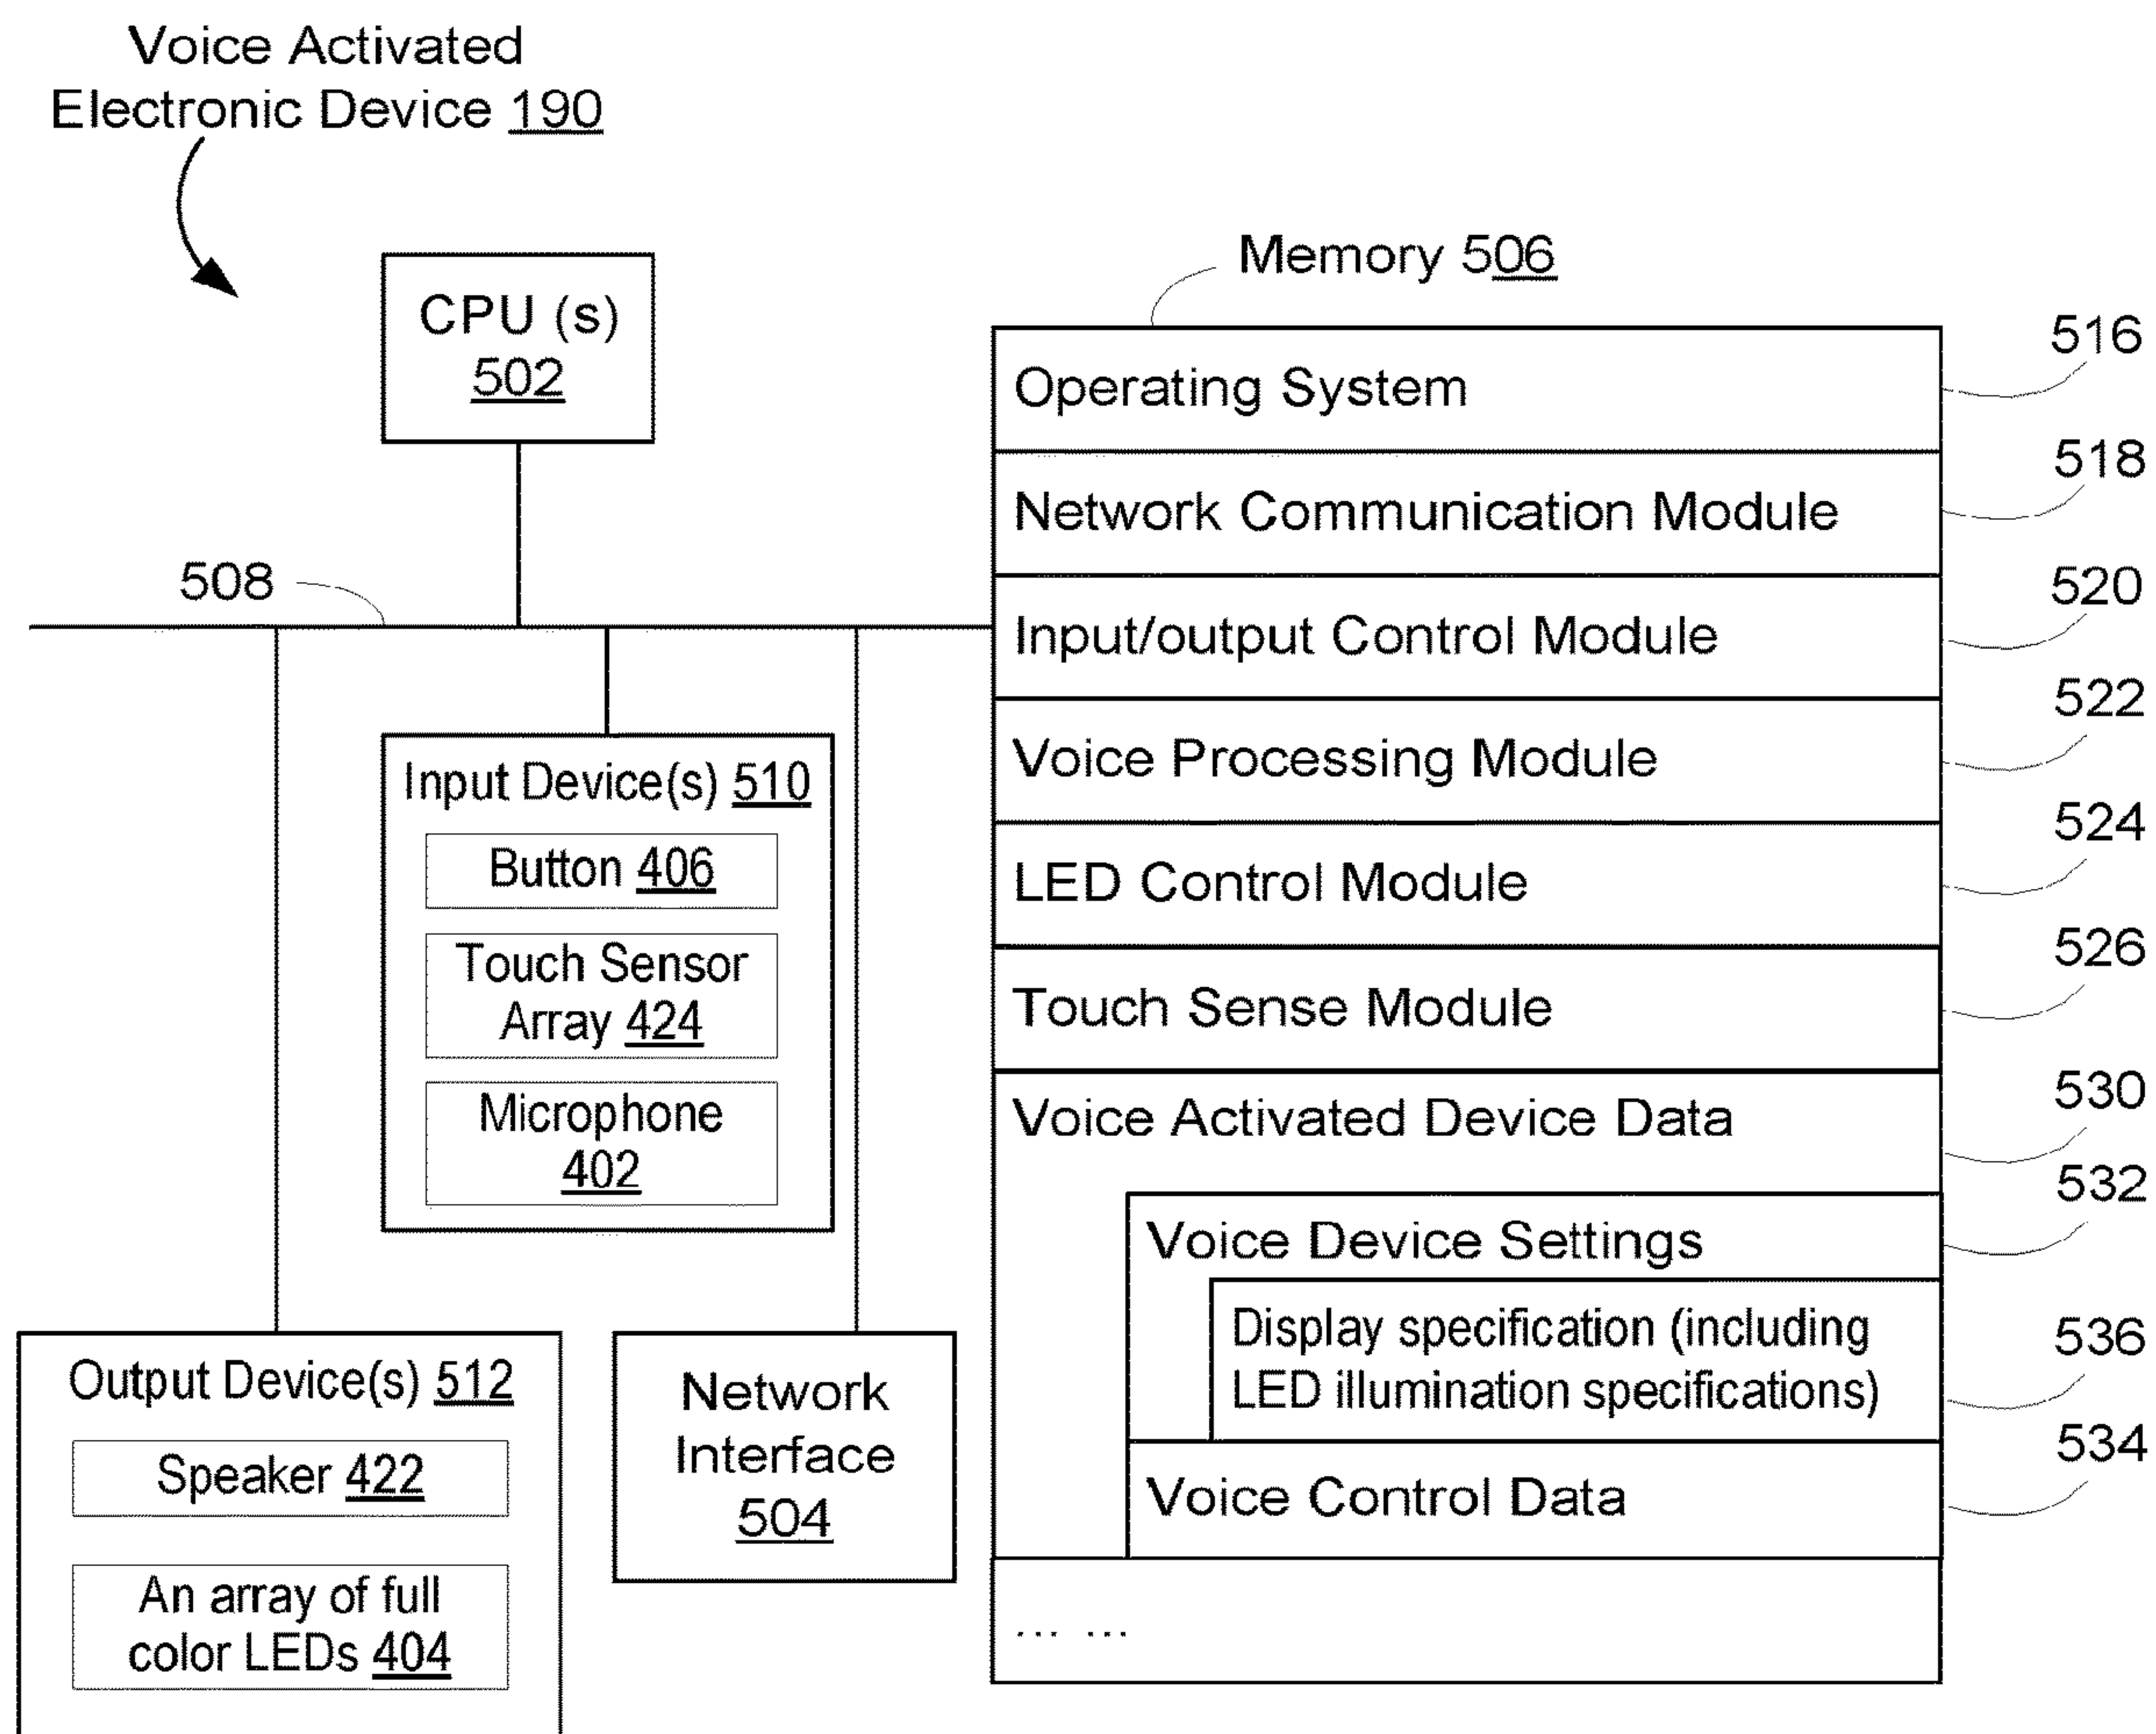 Voice Activated
Electronic Device 190
CPU (s)
502
508
Input Device(s) 510
Button 406
Touch Sensor
Array 424
Microphone
402
Output Device(s) 512
Speaker 422
An array of full
color LEDs 404
Network
Interface
504
Memory 506
Operating System
516
Network Communication Module
518
Input/output Control Module
520
Voice Processing Module
522
LED Control Module
524
Touch Sense Module
526
Voice Activated Device Data
530
Voice Device Settings
532
Display specification (including
LED illumination specifications)
536
Voice Control Data
534
... ...